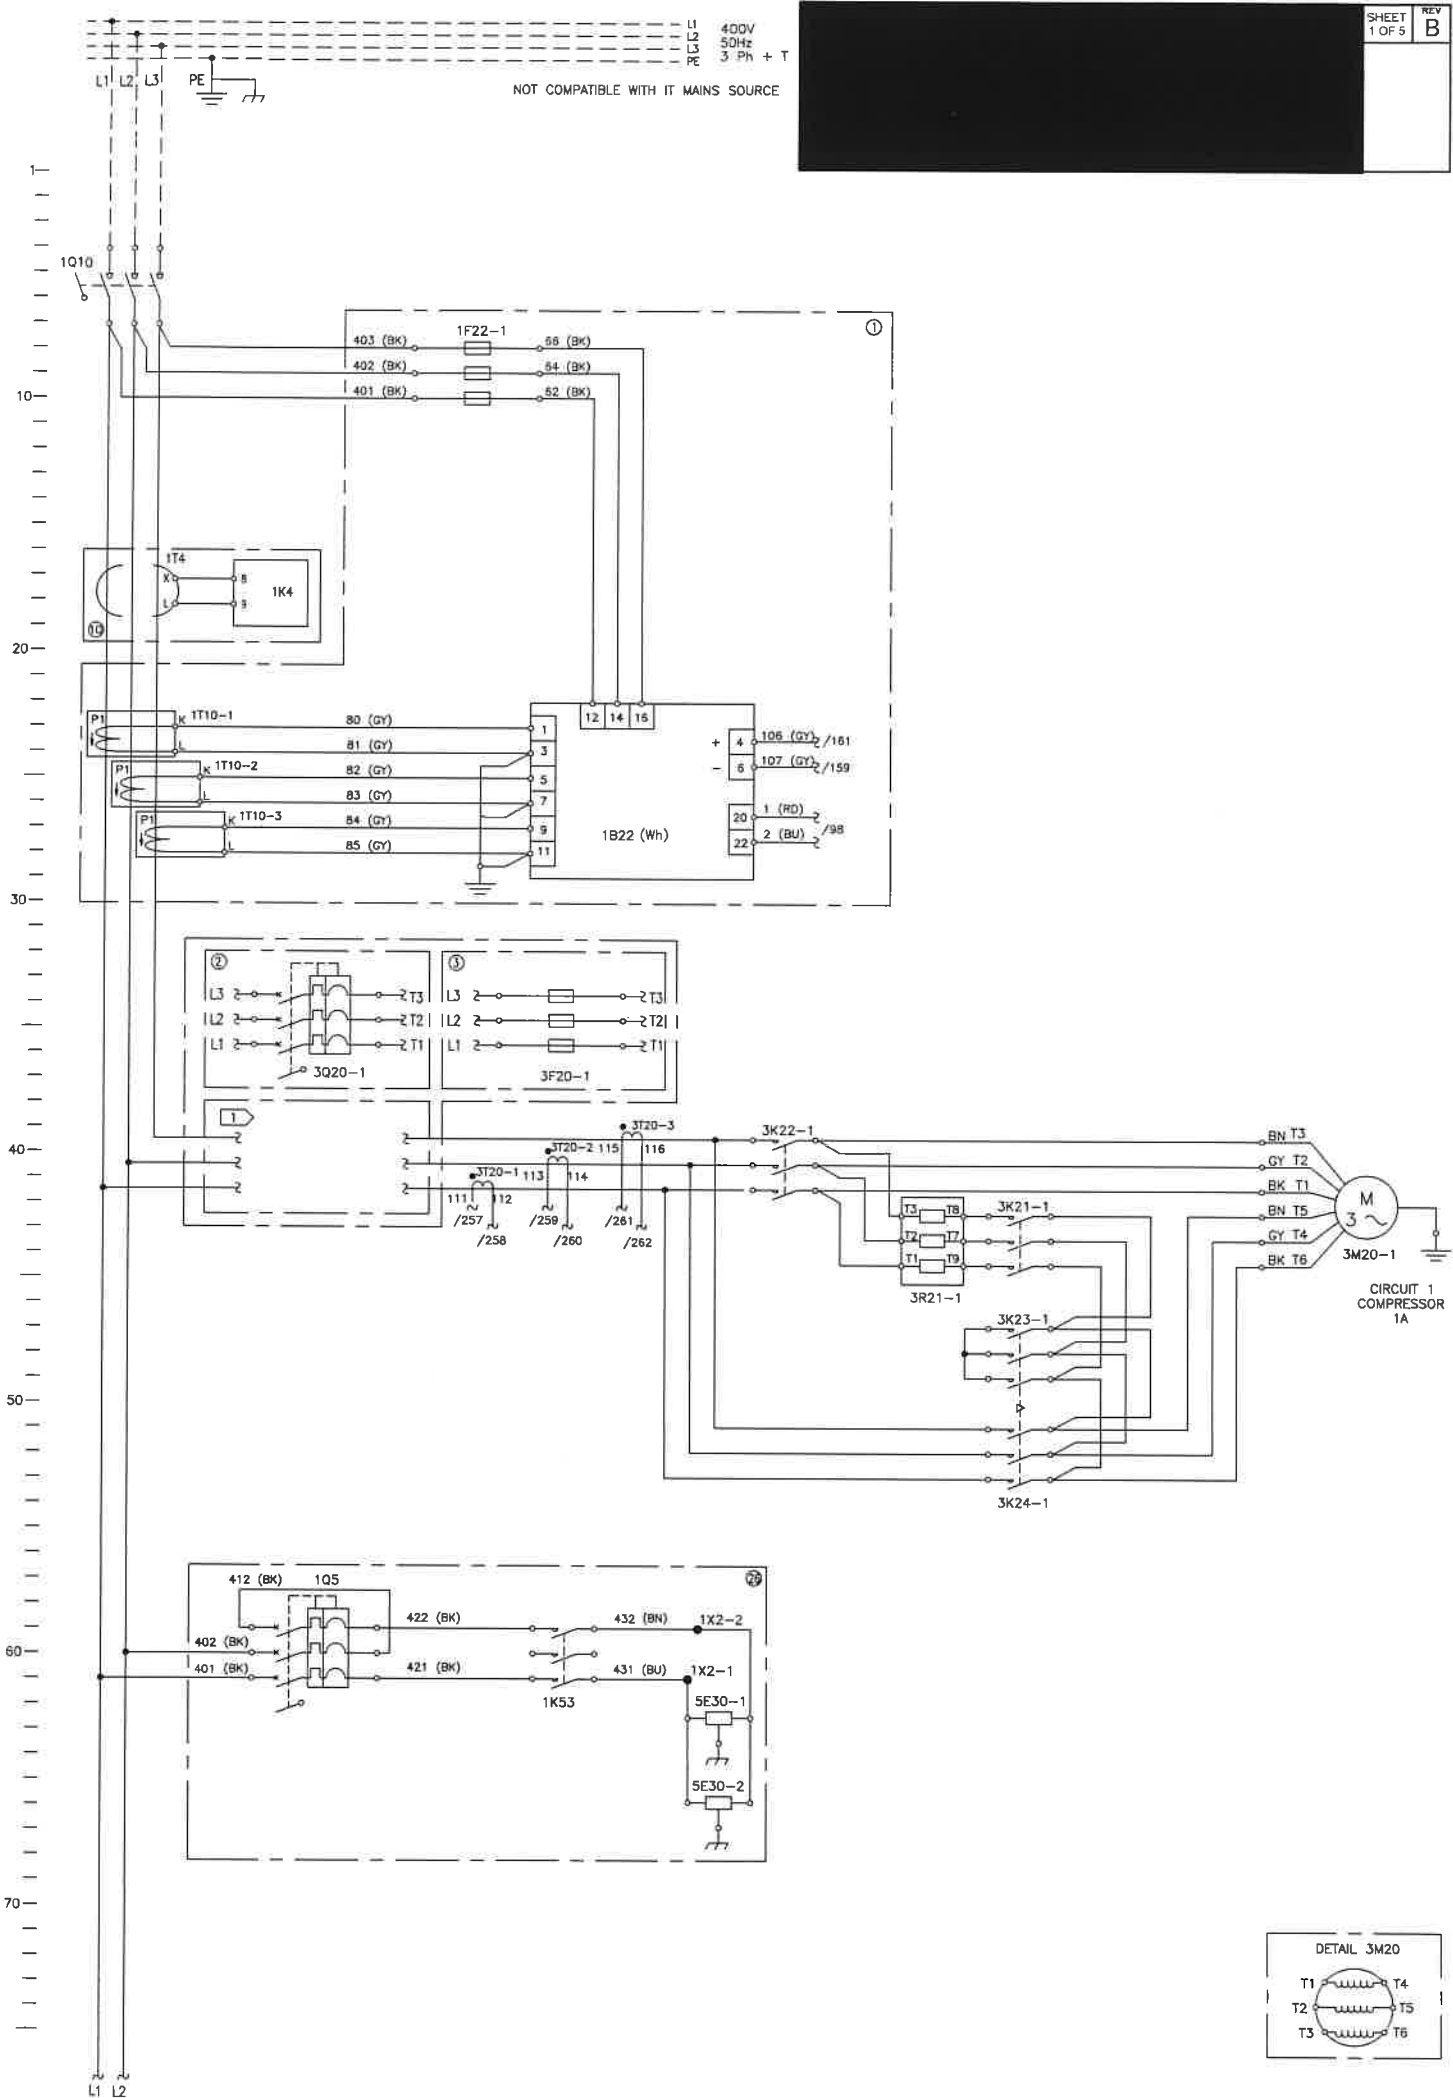 L1 400V
L2 50Hz
L3 3 Ph + T
PE
NOT COMPATIBLE WITH IT MAINS SOURCE
SHEET 1 OF 5
REV B
L1 L2 L3 PE
1
1Q10
1
403 (BK) 1F22-1 56 (BK)
402 (BK) 54 (BK)
10
401 (BK) 52 (BK)
1T4
X 8
1K4
L 9
10
20
P1 K 1T10-1 80 (GY) 1
L 81 (GY) 3
P1 K 1T10-2 82 (GY) 5
L 83 (GY) 7
P1 K 1T10-3 84 (GY) 9
L 85 (GY) 11
12 14 16
+ 4 106 (GY) /161
- 6 107 (GY) /159
20 1 (RD)
/98
22 2 (BU)
1B22 (Wh)
30
2
L3 T3
L2 T2
L1 T1
3Q20-1
3
L3 T3
L2 T2
L1 T1
3F20-1
1
40
3T20-1 111 112
/257 /258
3T20-2 113 114
/259 /260
3T20-3 115 116
/261 /262
3K22-1
BN T3
GY T2
BK T1
BN T5
GY T4
BK T6
M
3
3M20-1
CIRCUIT 1
COMPRESSOR
1A
T3 T8
T2 T7
T1 T9
3R21-1
3K21-1
3K23-1
50
3K24-1
412 (BK) 1Q5
26
422 (BK) 432 (BN) 1X2-2
60
402 (BK)
401 (BK) 421 (BK) 431 (BU) 1X2-1
1K53
5E30-1
5E30-2
70
DETAIL 3M20
T1 T4
T2 T5
T3 T6
L1 L2